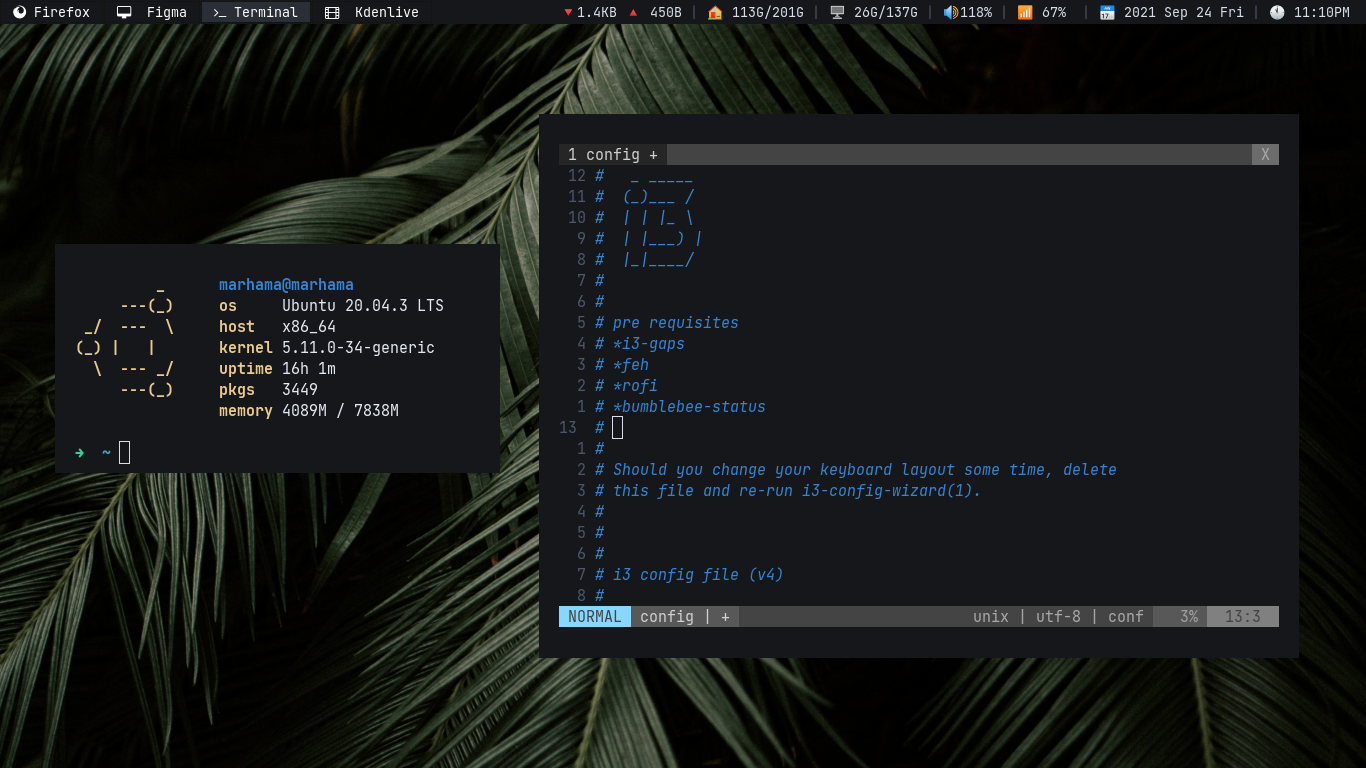 Firefox Figma Terminal Kdenlive 1.4KB 450B | 113G/201G | 26G/137G | 118% | 67% | 2021 Sep 24 Fri | 11:10PM
marhama@marhama
os Ubuntu 20.04.3 LTS
host x86_64
kernel 5.11.0-34-generic
uptime 16h 1m
pkgs 3449
memory 4089M / 7838M
➜ ~
1 config + X
12 #   _ _____
11 #  (_)___ /
10 #  | | |_ \
9 #  | |___) |
8 #  |_|____/
7 #
6 #
5 # pre requisites
4 # *i3-gaps
3 # *feh
2 # *rofi
1 # *bumblebee-status
13 #
1 #
2 # Should you change your keyboard layout some time, delete
3 # this file and re-run i3-config-wizard(1).
4 #
5 #
6 #
7 # i3 config file (v4)
8 #
NORMAL config | + unix | utf-8 | conf 3% 13:3